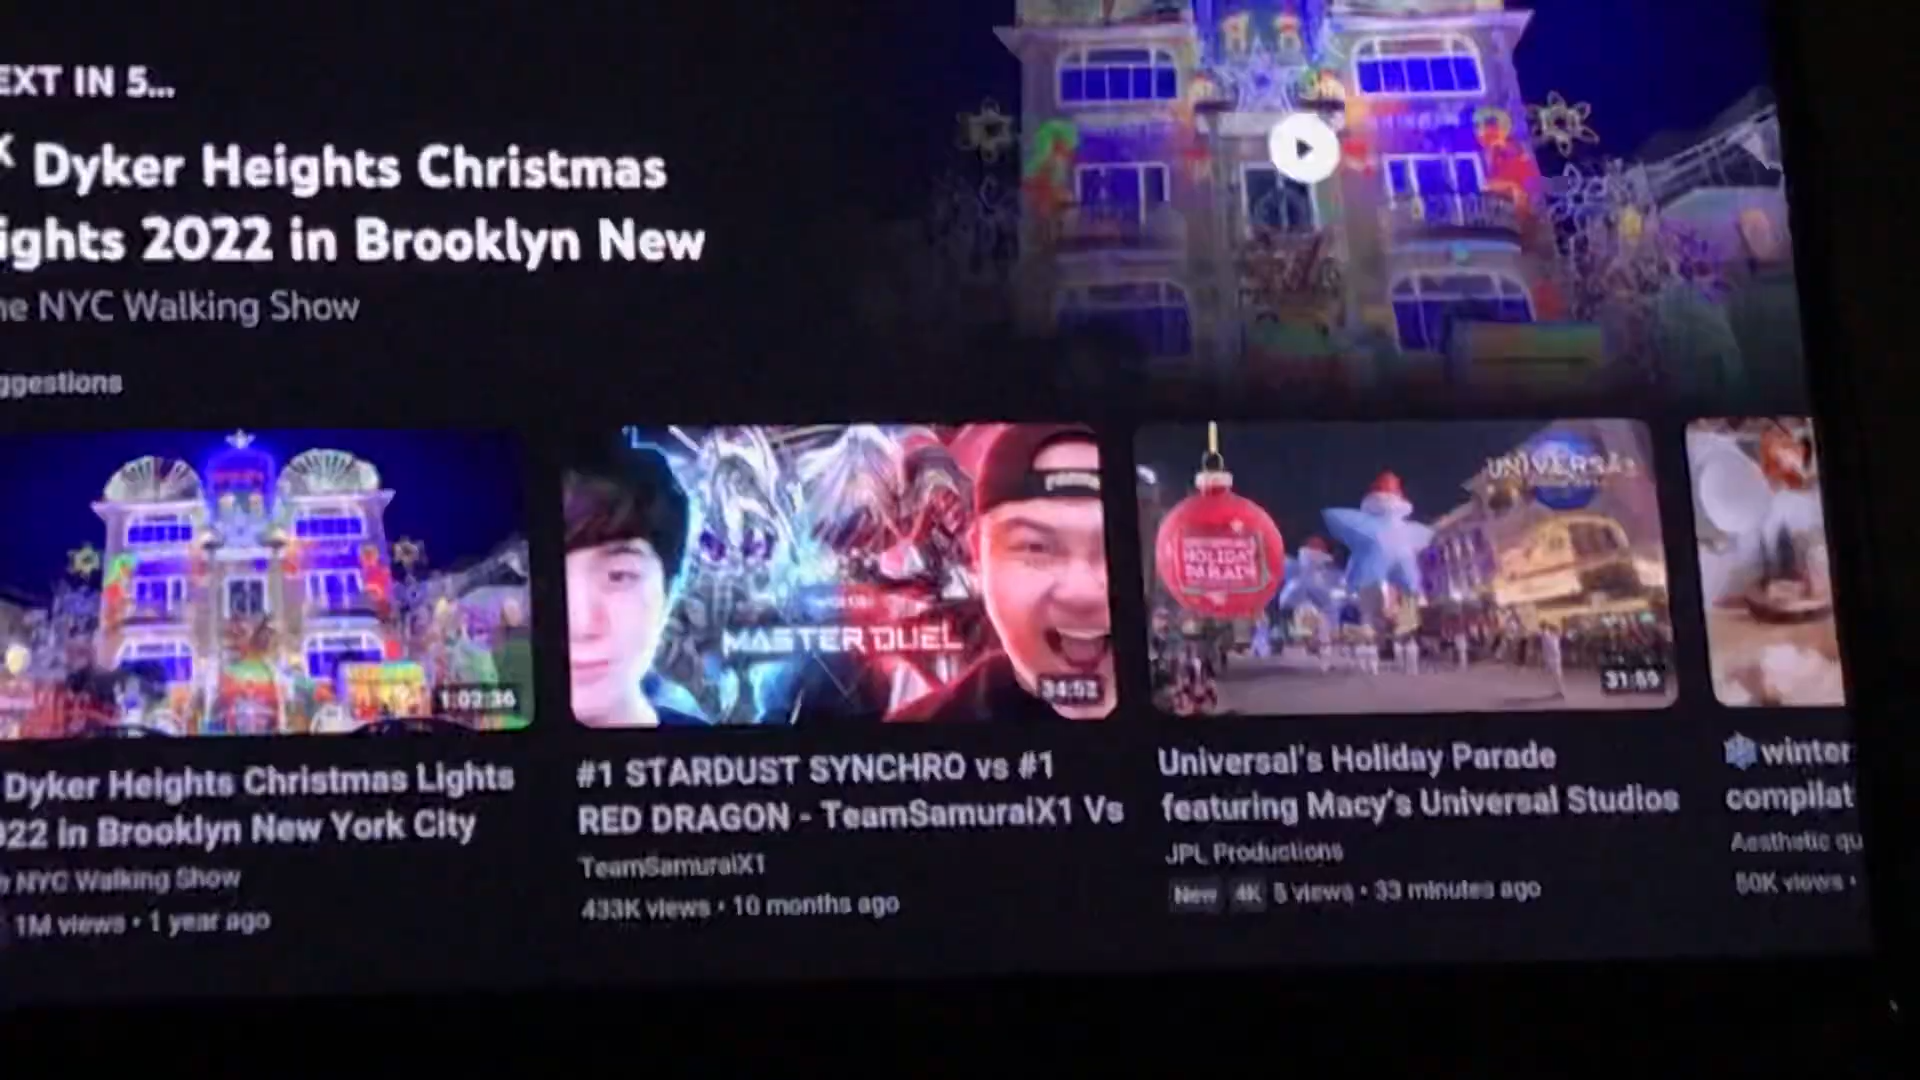 EXT IN 5...
K Dyker Heights Christmas
ights 2022 in Brooklyn New
he NYC Walking Show
ggestions
1:02:36
MASTER DUEL
34:52
HOLIDAY
PARADE
UNIVERSAL
31:59
Dyker Heights Christmas Lights
022 in Brooklyn New York City
NYC Walking Show
1M views • 1 year ago
#1 STARDUST SYNCHRO vs #1
RED DRAGON - TeamSamuraiX1 Vs
TeamSamuraiX1
433K views • 10 months ago
Universal's Holiday Parade
featuring Macy's Universal Studios
JPL Productions
New 4K 5 views • 33 minutes ago
winter
compilat
Aesthetic qu
50K views •